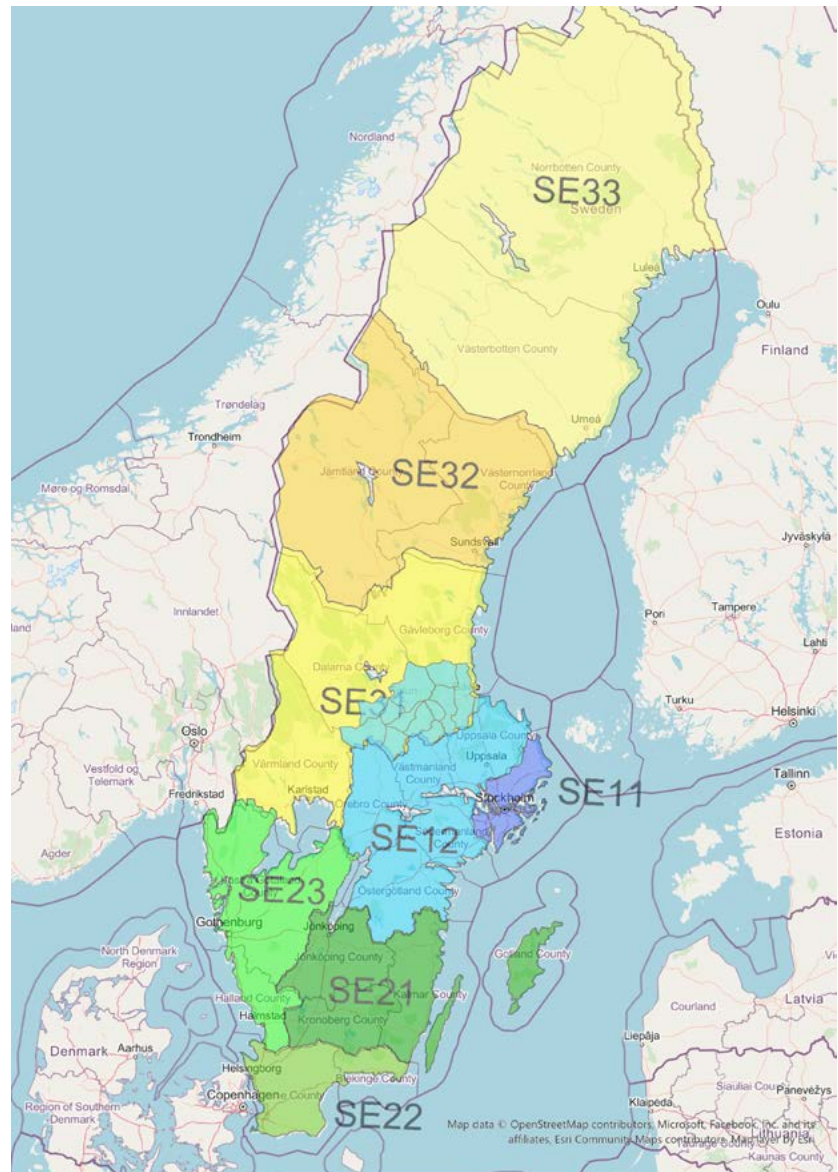 Nordland
Norrbotten County
SE33
Sweden
Luleå
Oulu
Finland
Västerbotten County
Umeå
Trøndelag
Trondheim
Jämtland County
SE32
Västernorrland
County
Møre og Romsdal
Sundsvall
Jyväskylä
Innlandet
Gävleborg County
Pori
Tampere
Lahti
Dalarna County
Turku
Helsinki
Oslo
Uppsala County
Uppsala
Vestfold og
Telemark
Värmland County
Västmanland
County
Karlstad
Tallinn
Fredrikstad
Stockholm
SE11
Örebro County
Agder
SE12
County
Estonia
SE23
County
Östergötland County
Gothenburg
Jönköping
North Denmark
Region
Gotland County
Jönköping County
SE21
Kalmar County
Halland County
Halmstad
Kronoberg County
Courland
Latvia
Liepāja
Denmark
Aarhus
Helsingborg
Blekinge County
Region of Southern
Denmark
Copenhagen
SE22
Klaipėda
Šiauliai
Panevėžys
Map data © OpenStreetMap contributors, Microsoft, Facebook, Inc. and its
affiliates, Esri Community Maps contributors, Map layer by Esri
Lithuania
Kaunas County